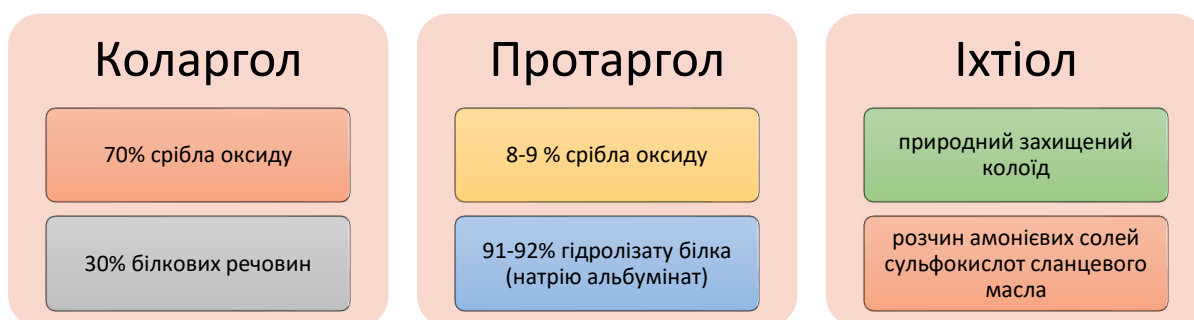 Коларгол
70% срібла оксиду
30% білкових речовин
Протаргол
8-9 % срібла оксиду
91-92% гідролізату білка
(натрію альбумінат)
Іхтіол
природний захищений
колоїд
розчин амонієвих солей
сульфокислот сланцевого
масла